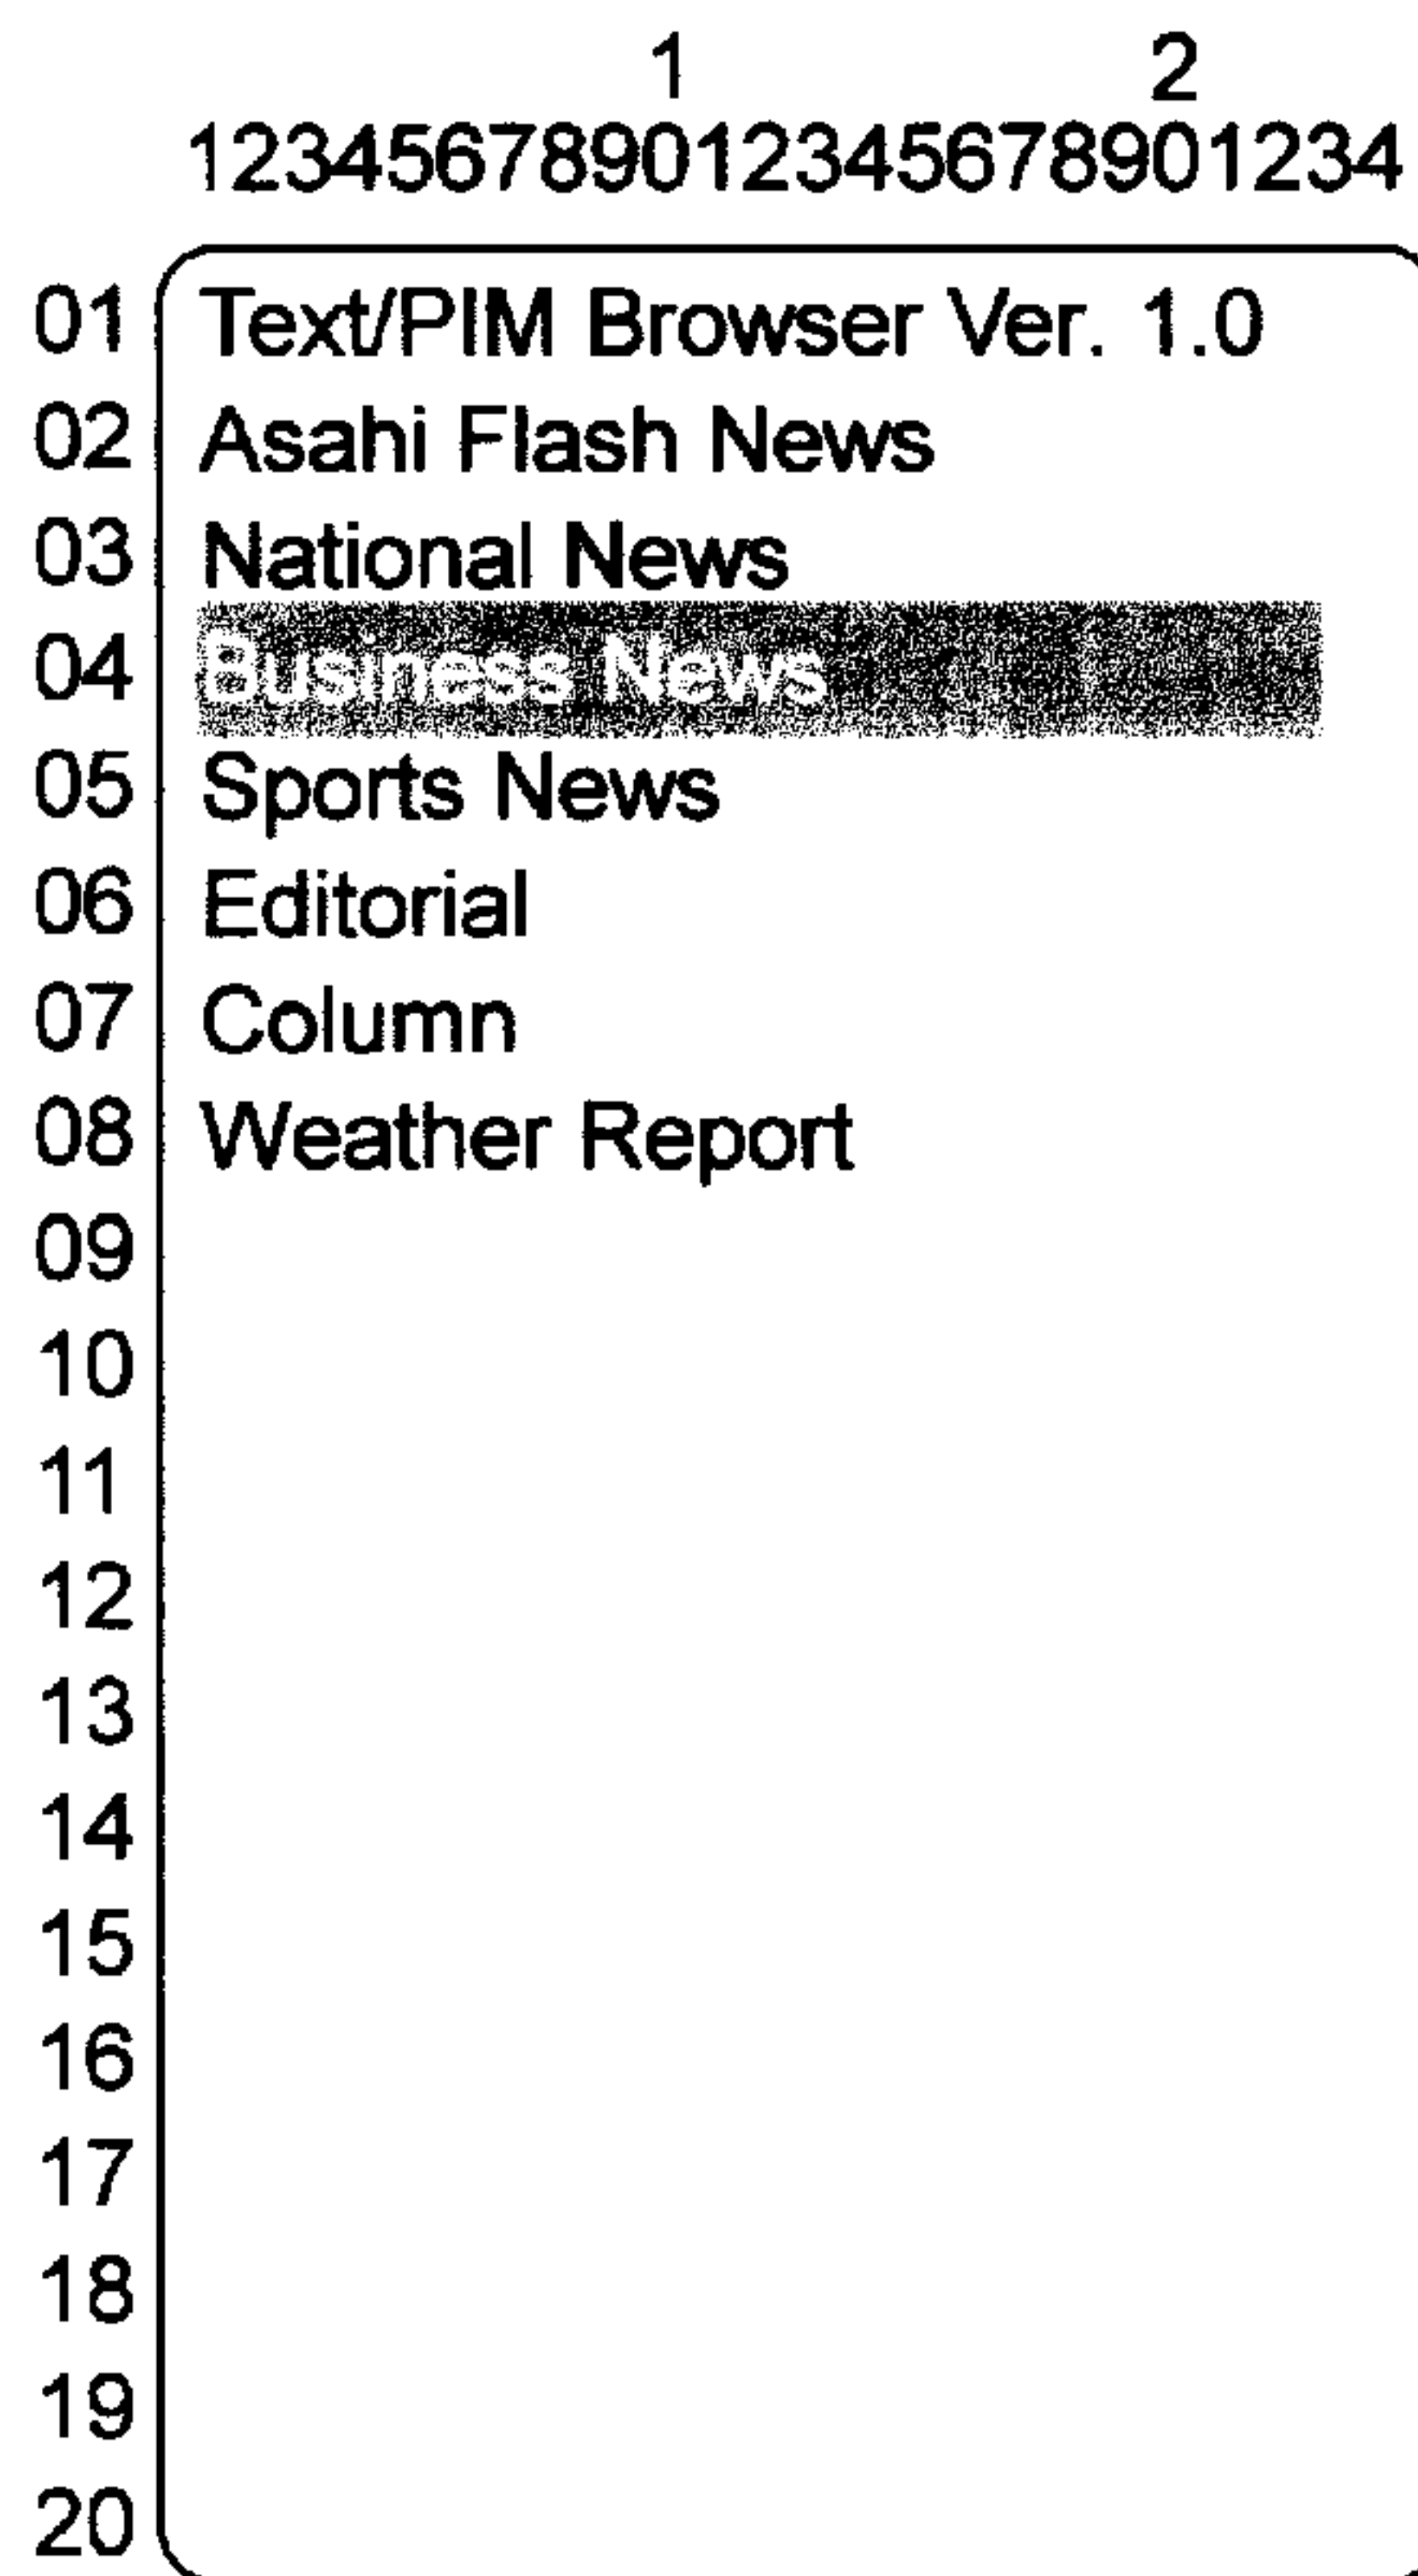 1 2
123456789012345678901234
01 Text/PIM Browser Ver. 1.0
02 Asahi Flash News
03 National News
04 Business News
05 Sports News
06 Editorial
07 Column
08 Weather Report
09
10
11
12
13
14
15
16
17
18
19
20